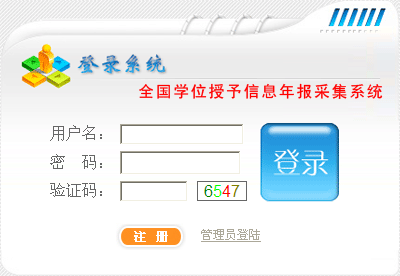 登录系统
全国学位授予信息年报采集系统
用户名：
密 码：
验证码： 6547
登录
注 册 管理员登陆